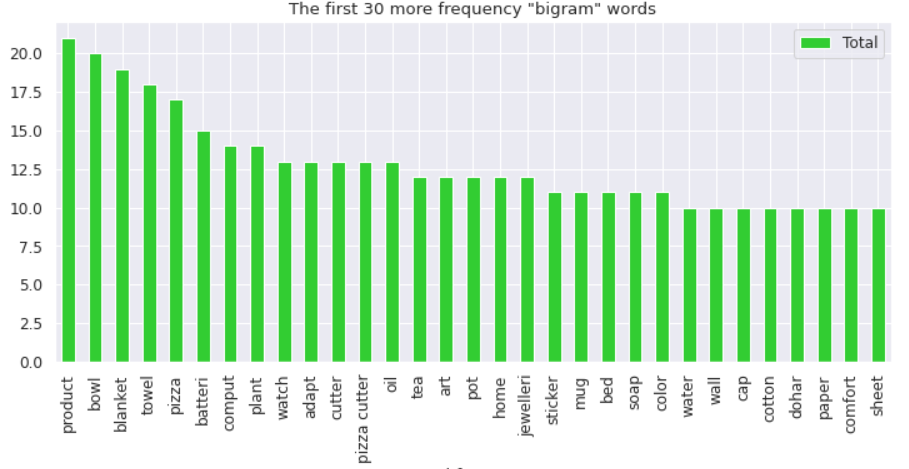 The first 30 more frequency "bigram" words
Total
20.0
17.5
15.0
12.5
10.0
7.5
5.0
2.5
0.0
product
bowl
blanket
towel
pizza
batteri
comput
plant
watch
adapt
cutter
pizza cutter
oil
tea
art
pot
home
jewelleri
sticker
mug
bed
soap
color
water
wall
cap
cotton
dohar
paper
comfort
sheet